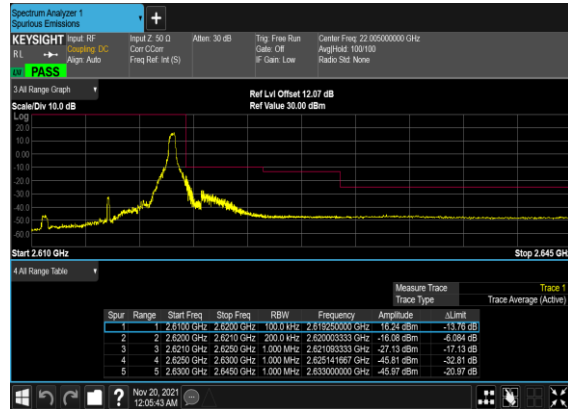 Spectrum Analyzer 1
Spurious Emissions
+
KEYSIGHT Input: RF Input Z: 50 Ω Atten: 30 dB Trig: Free Run Center Freq: 22.005000000 GHz
RL Coupling: DC Corr CCorr Gate: Off Avg|Hold: 100/100
Align: Auto Freq Ref: Int (S) IF Gain: Low Radio Std: None
PASS
3 All Range Graph
Ref Lvl Offset 12.07 dB
Scale/Div 10.0 dB Ref Value 30.00 dBm
Log
20.0
10.0
0.00
-10.0
-20.0
-30.0
-40.0
-50.0
-60.0
Start 2.610 GHz Stop 2.645 GH
4 All Range Table
Measure Trace Trace 1
Trace Type Trace Average (Active)
Spur Range Start Freq Stop Freq RBW Frequency Amplitude ΔLimit
1 1 2.6100 GHz 2.6200 GHz 100.0 kHz 2.619250000 GHz 16.24 dBm -13.76 dB
2 2 2.6200 GHz 2.6210 GHz 200.0 kHz 2.620003333 GHz -16.08 dBm -6.084 dB
3 3 2.6210 GHz 2.6250 GHz 1.000 MHz 2.621093333 GHz -27.13 dBm -17.13 dB
4 4 2.6250 GHz 2.6300 GHz 1.000 MHz 2.625141667 GHz -45.81 dBm -32.81 dB
5 5 2.6300 GHz 2.6450 GHz 1.000 MHz 2.633000000 GHz -45.97 dBm -20.97 dB
? Nov 20, 2021
12:05:43 AM